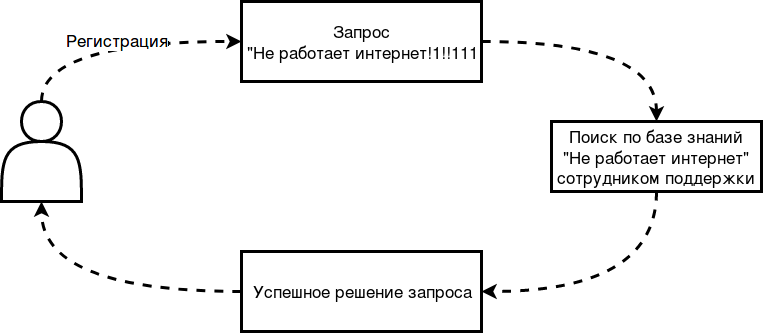 Регистрация
Запрос
"Не работает интернет!1!!111
Поиск по базе знаний
"Не работает интернет"
сотрудником поддержки
Успешное решение запроса